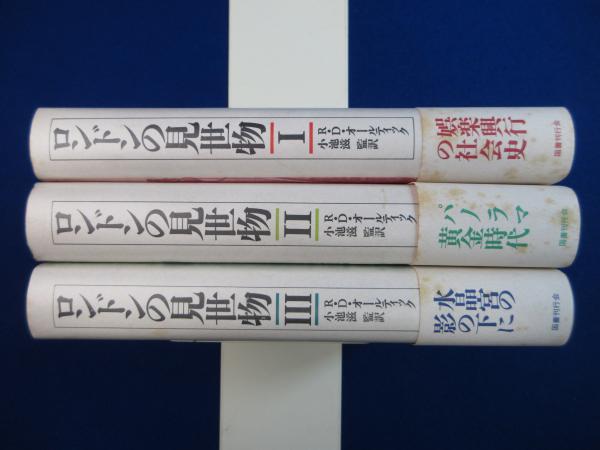 ロンドンの見世物 I
R・D・オールティック
小池滋 監訳
娯楽興行
の社会史
国書刊行会
ロンドンの見世物 II
R・D・オールティック
小池滋 監訳
パノラマ
黄金時代
国書刊行会
ロンドンの見世物 III
R・D・オールティック
小池滋 監訳
水晶宮の
影の下に
国書刊行会